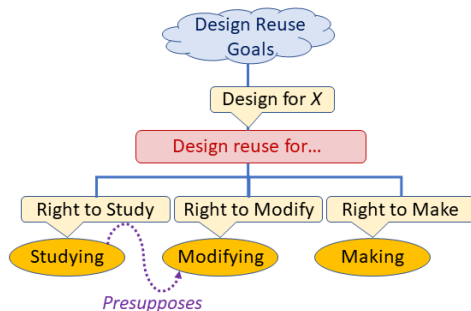 Design Reuse
Goals
Design for X
Design reuse for…
Right to Study
Right to Modify
Right to Make
Studying
Modifying
Making
Presupposes